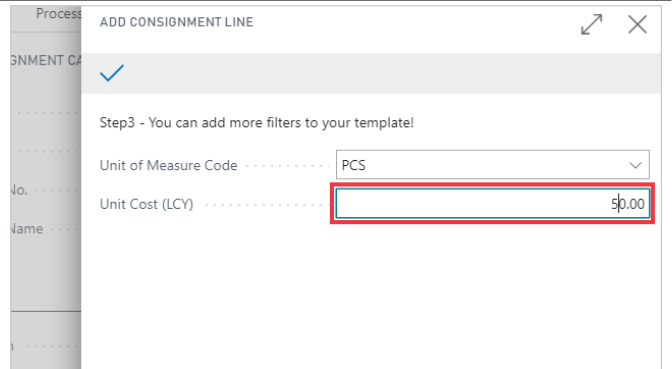 Process
ADD CONSIGNMENT LINE
GNMENT CA
Step3 - You can add more filters to your template!
Unit of Measure Code PCS
No.
Unit Cost (LCY) 50.00
Name